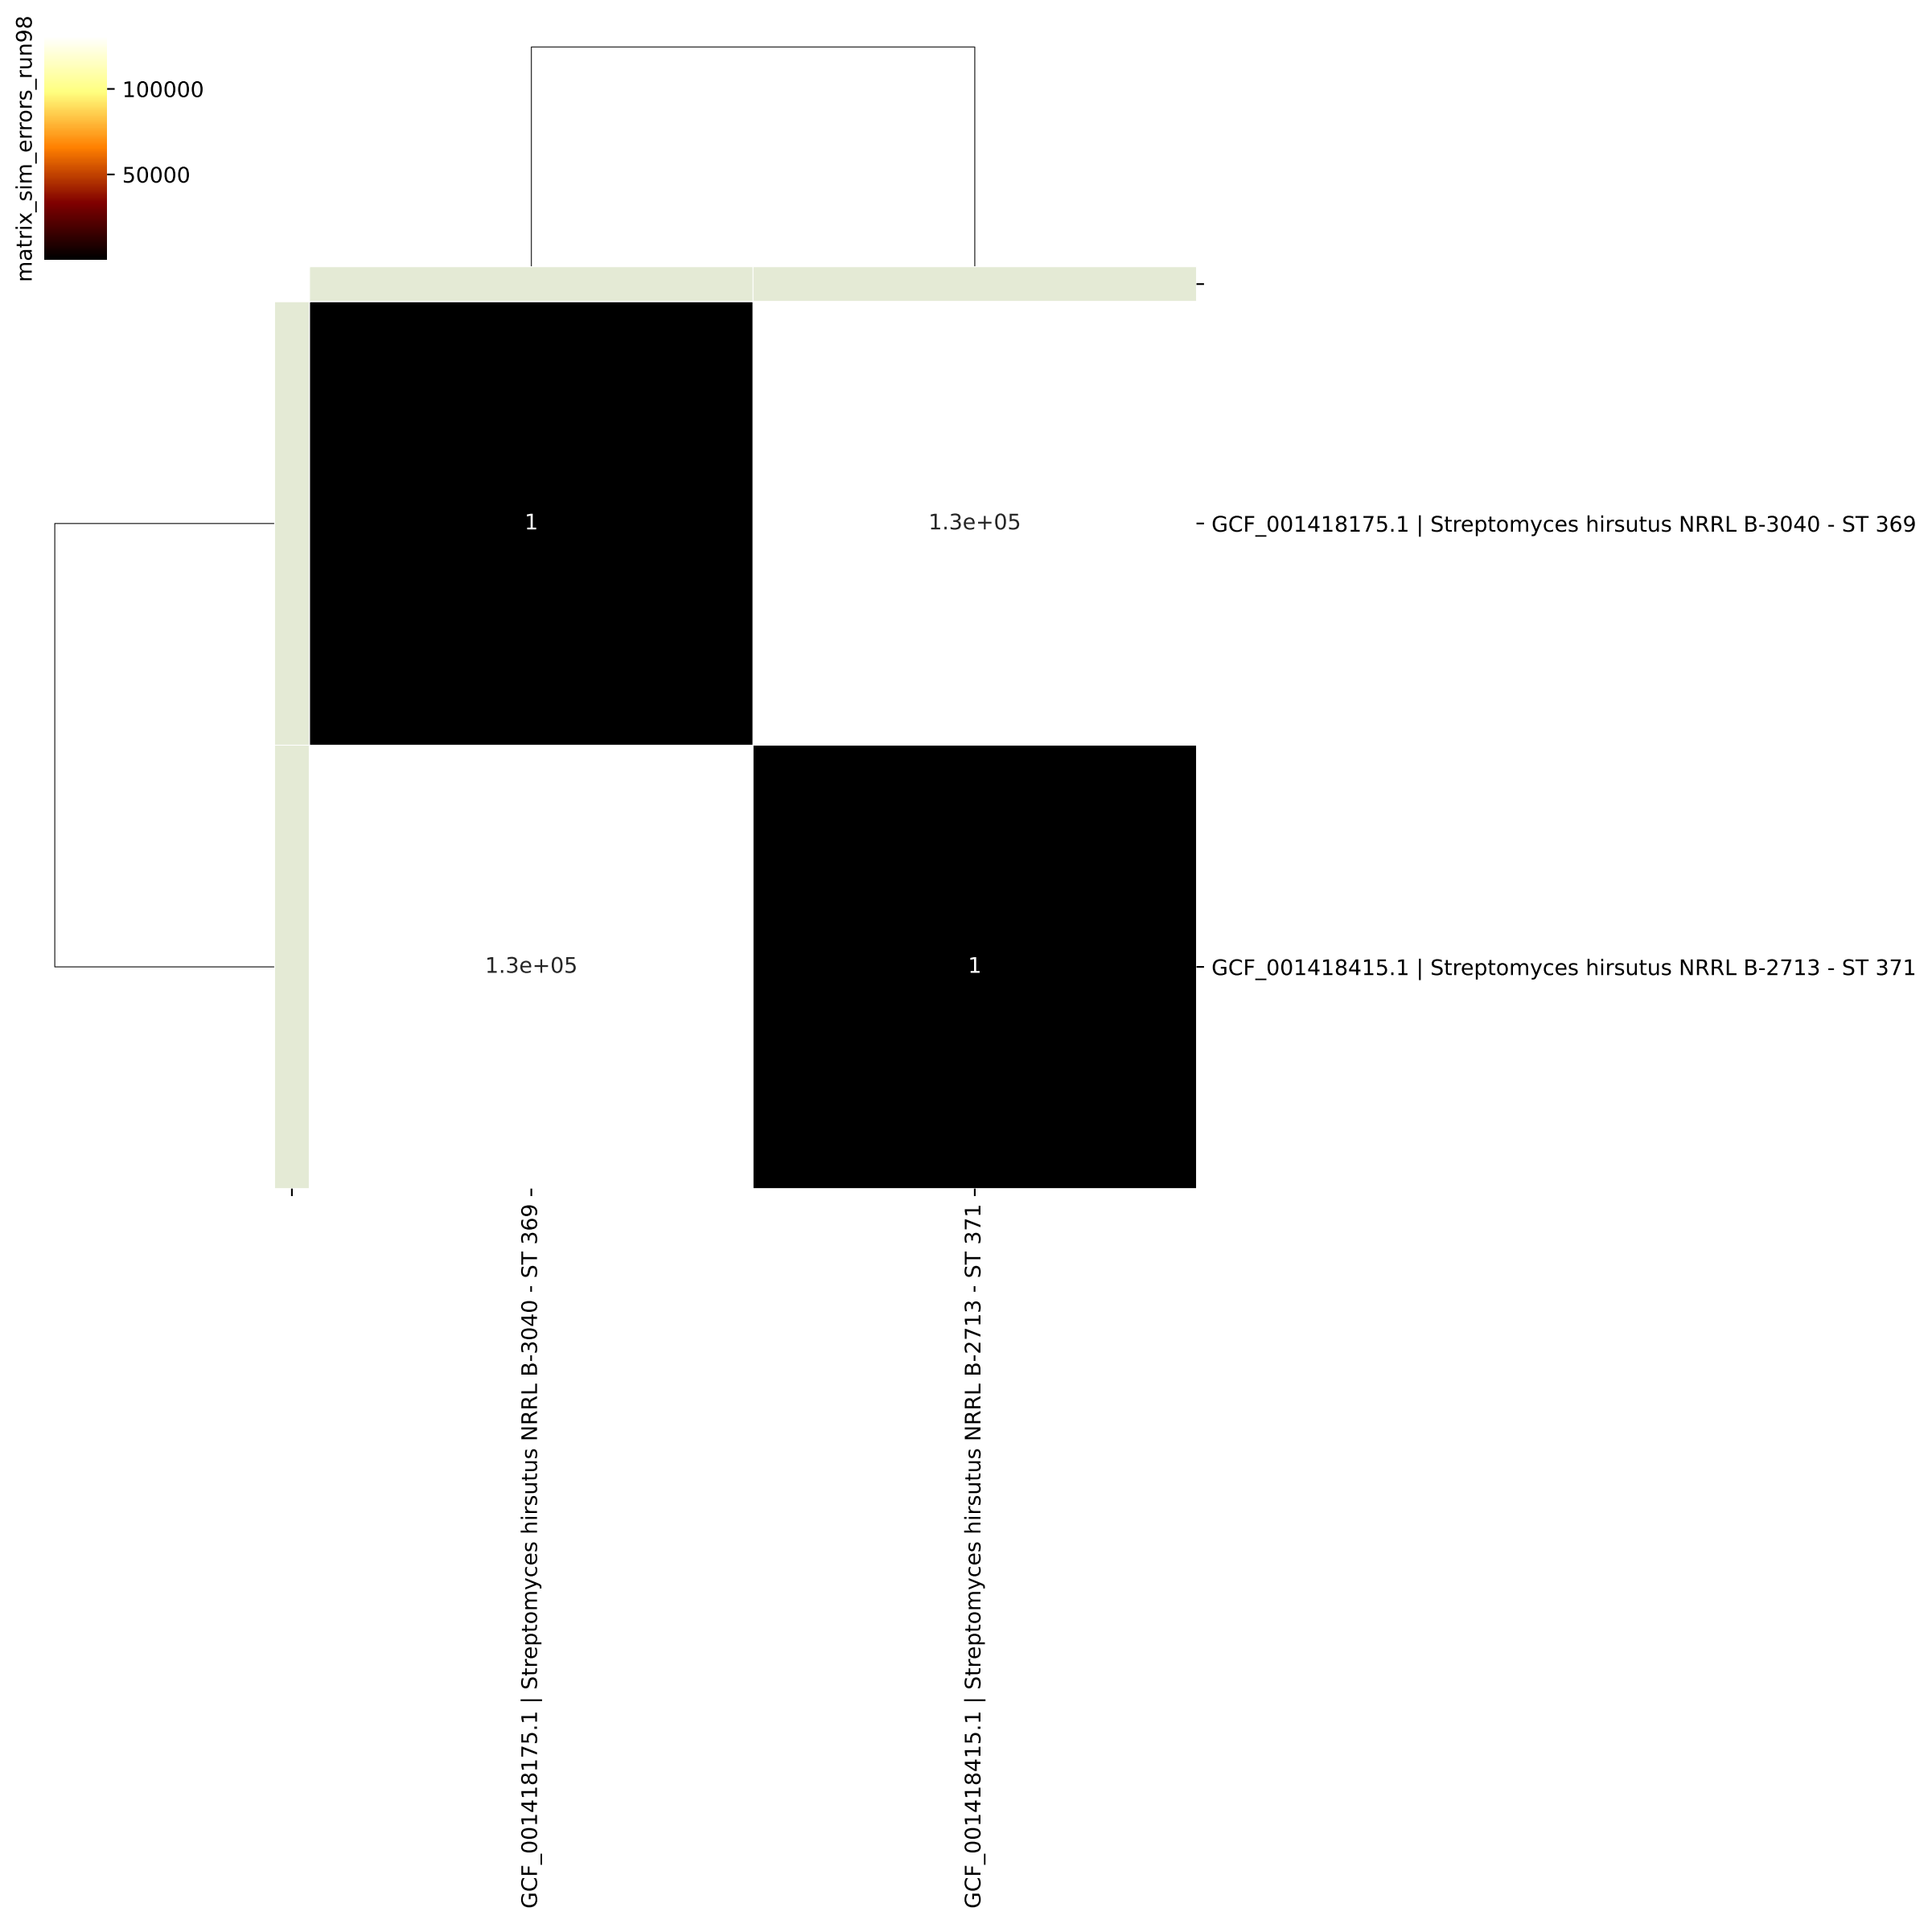 matrix_sim_errors_run98
100000
50000
1
1.3e+05
GCF_001418175.1 | Streptomyces hirsutus NRRL B-3040 - ST 369
1.3e+05
1
GCF_001418415.1 | Streptomyces hirsutus NRRL B-2713 - ST 371
GCF_001418175.1 | Streptomyces hirsutus NRRL B-3040 - ST 369
GCF_001418415.1 | Streptomyces hirsutus NRRL B-2713 - ST 371